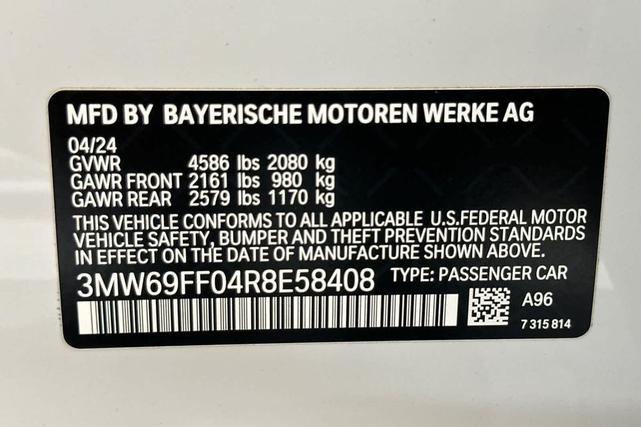 MFD BY BAYERISCHE MOTOREN WERKE AG
04/24
GVWR 4586 lbs 2080 kg
GAWR FRONT 2161 lbs 980 kg
GAWR REAR 2579 lbs 1170 kg
THIS VEHICLE CONFORMS TO ALL APPLICABLE U.S.FEDERAL MOTOR
VEHICLE SAFETY, BUMPER AND THEFT PREVENTION STANDARDS
IN EFFECT ON THE DATE OF MANUFACTURE SHOWN ABOVE.
3MW69FF04R8E58408 TYPE: PASSENGER CAR
A96
7 315 814